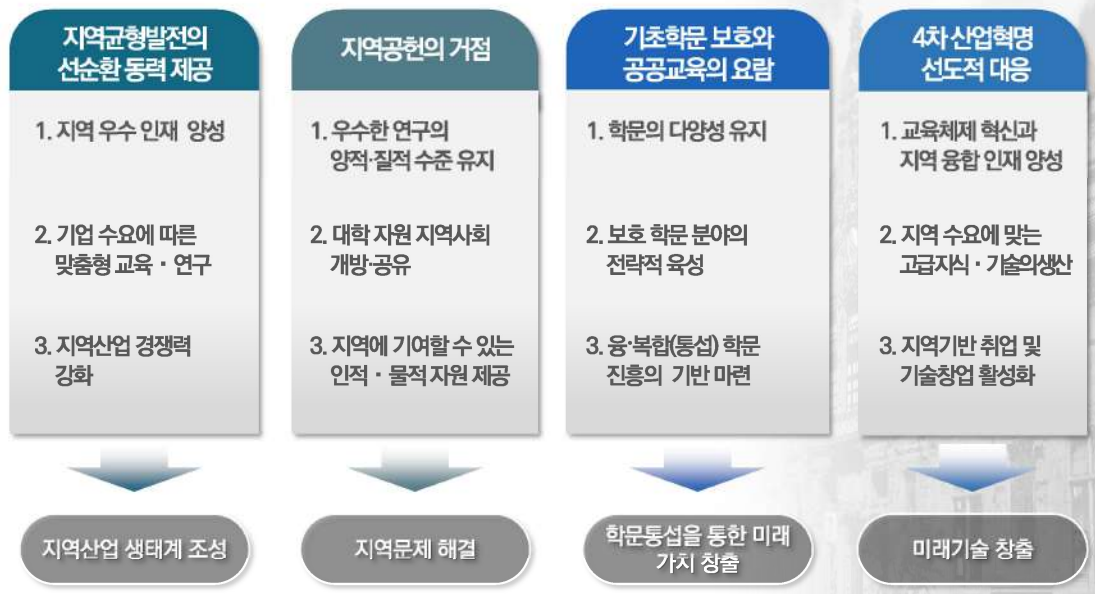 지역균형발전의
선순환 동력 제공
1. 지역 우수 인재 양성
2. 기업 수요에 따른
맞춤형 교육・연구
3. 지역산업 경쟁력
강화
지역산업 생태계 조성
지역공헌의 거점
1. 우수한 연구의
양적·질적 수준 유지
2. 대학 자원 지역사회
개방·공유
3. 지역에 기여할 수 있는
인적・물적 자원 제공
지역문제 해결
기초학문 보호와
공공교육의 요람
1. 학문의 다양성 유지
2. 보호 학문 분야의
전략적 육성
3. 융·복합(통섭) 학문
진흥의 기반 마련
학문통섭을 통한 미래
가치 창출
4차 산업혁명
선도적 대응
1. 교육체제 혁신과
지역 융합 인재 양성
2. 지역 수요에 맞는
고급지식・기술의생산
3. 지역기반 취업 및
기술창업 활성화
미래기술 창출